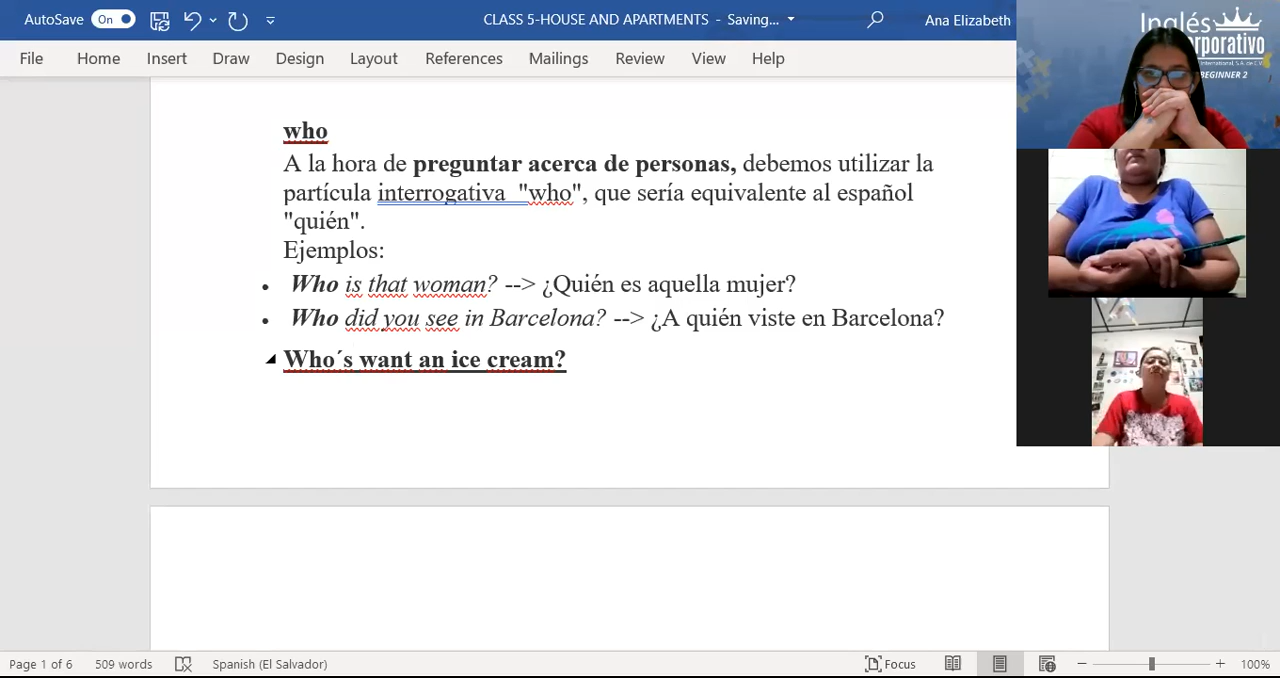 AutoSave On CLASS 5-HOUSE AND APARTMENTS - Saving... Ana Elizabeth
File Home Insert Draw Design Layout References Mailings Review View Help
Inglés
rporativo
BEGINNER 2
who
A la hora de preguntar acerca de personas, debemos utilizar la
partícula interrogativa "who", que sería equivalente al español
"quién".
Ejemplos:
• Who is that woman? --> ¿Quién es aquella mujer?
• Who did you see in Barcelona? --> ¿A quién viste en Barcelona?
Who´s want an ice cream?
Page 1 of 6 509 words Spanish (El Salvador) Focus 100%